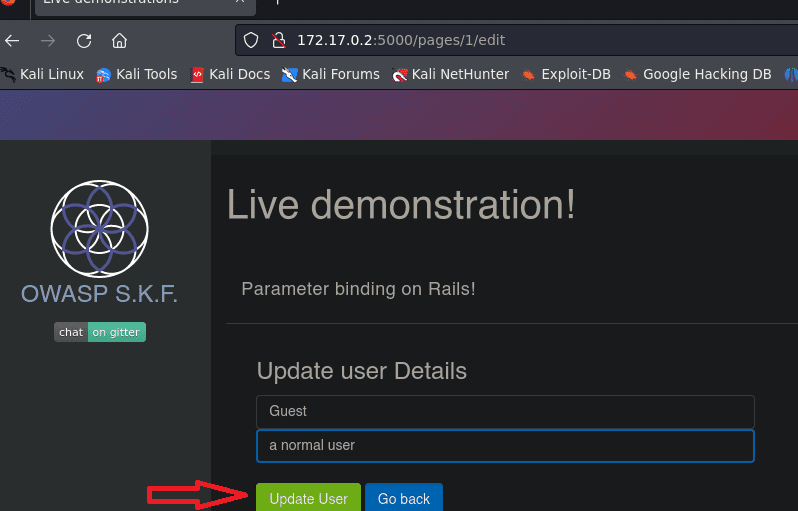 Live demonstrations
172.17.0.2:5000/pages/1/edit
Kali Linux Kali Tools Kali Docs Kali Forums Kali NetHunter Exploit-DB Google Hacking DB
Live demonstration!
OWASP S.K.F.
chat on gitter
Parameter binding on Rails!
Update user Details
Guest
a normal user
Update User Go back